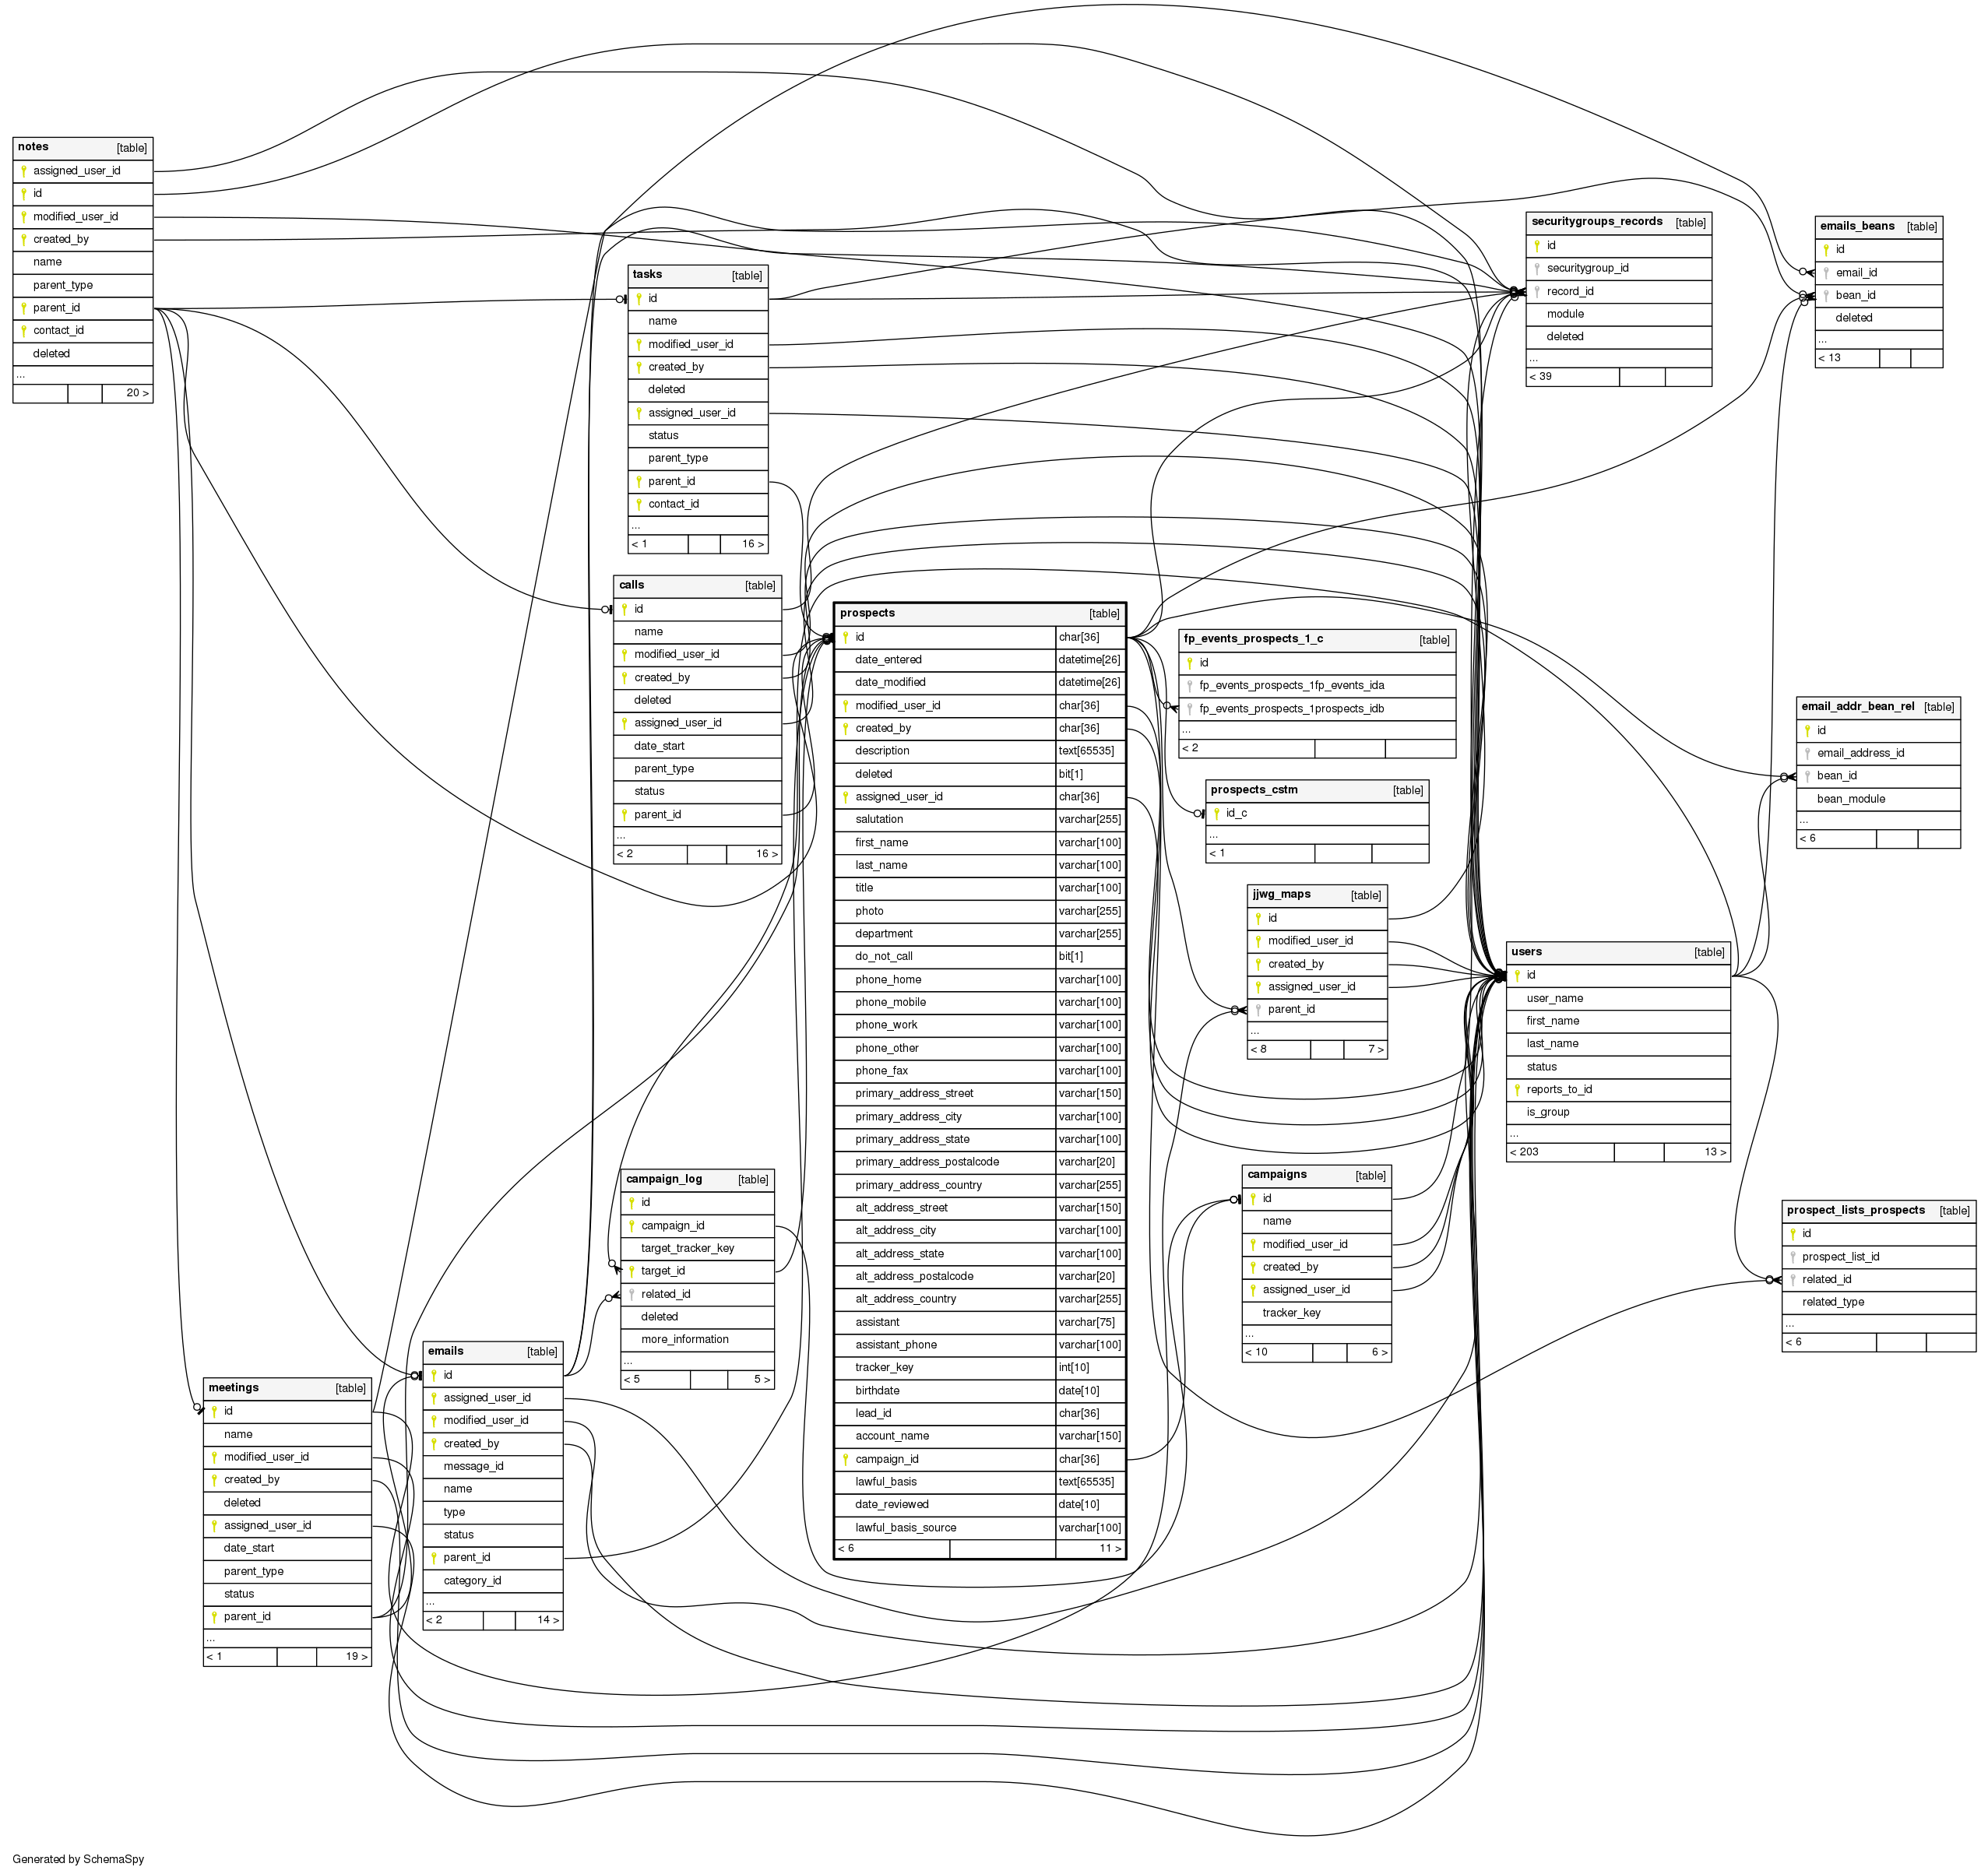 notes [table]
assigned_user_id
id
modified_user_id
created_by
name
parent_type
parent_id
contact_id
deleted
...
20 >
tasks [table]
id
name
modified_user_id
created_by
deleted
assigned_user_id
status
parent_type
parent_id
contact_id
...
< 1 16 >
calls [table]
id
name
modified_user_id
created_by
deleted
assigned_user_id
date_start
parent_type
status
parent_id
...
< 2 16 >
securitygroups_records [table]
id
securitygroup_id
record_id
module
deleted
...
< 39
emails_beans [table]
id
email_id
bean_id
deleted
...
< 13
prospects [table]
id char[36]
date_entered datetime[26]
date_modified datetime[26]
modified_user_id char[36]
created_by char[36]
description text[65535]
deleted bit[1]
assigned_user_id char[36]
salutation varchar[255]
first_name varchar[100]
last_name varchar[100]
title varchar[100]
photo varchar[255]
department varchar[255]
do_not_call bit[1]
phone_home varchar[100]
phone_mobile varchar[100]
phone_work varchar[100]
phone_other varchar[100]
phone_fax varchar[100]
primary_address_street varchar[150]
primary_address_city varchar[100]
primary_address_state varchar[100]
primary_address_postalcode varchar[20]
primary_address_country varchar[255]
alt_address_street varchar[150]
alt_address_city varchar[100]
alt_address_state varchar[100]
alt_address_postalcode varchar[20]
alt_address_country varchar[255]
assistant varchar[75]
assistant_phone varchar[100]
tracker_key int[10]
birthdate date[10]
lead_id char[36]
account_name varchar[150]
campaign_id char[36]
lawful_basis text[65535]
date_reviewed date[10]
lawful_basis_source varchar[100]
< 6 11 >
fp_events_prospects_1_c [table]
id
fp_events_prospects_1fp_events_ida
fp_events_prospects_1prospects_idb
...
< 2
prospects_cstm [table]
id_c
...
< 1
jjwg_maps [table]
id
modified_user_id
created_by
assigned_user_id
parent_id
...
< 8 7 >
email_addr_bean_rel [table]
id
email_address_id
bean_id
bean_module
...
< 6
users [table]
id
user_name
first_name
last_name
status
reports_to_id
is_group
...
< 203 13 >
campaigns [table]
id
name
modified_user_id
created_by
assigned_user_id
tracker_key
...
< 10 6 >
prospect_lists_prospects [table]
id
prospect_list_id
related_id
related_type
...
< 6
campaign_log [table]
id
campaign_id
target_tracker_key
target_id
related_id
deleted
more_information
...
< 5 5 >
emails [table]
id
assigned_user_id
modified_user_id
created_by
message_id
name
type
status
parent_id
category_id
...
< 2 14 >
meetings [table]
id
name
modified_user_id
created_by
deleted
assigned_user_id
date_start
parent_type
status
parent_id
...
< 1 19 >
Generated by SchemaSpy